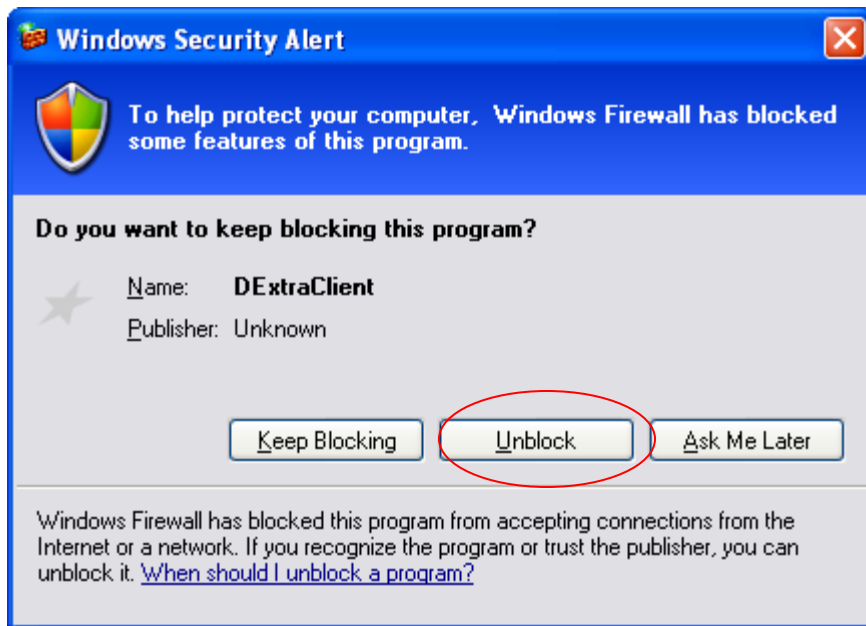 Windows Security Alert
To help protect your computer, Windows Firewall has blocked
some features of this program.
Do you want to keep blocking this program?
Name: DExtraClient
Publisher: Unknown
Keep Blocking Unblock Ask Me Later
Windows Firewall has blocked this program from accepting connections from the
Internet or a network. If you recognize the program or trust the publisher, you can
unblock it. When should I unblock a program?